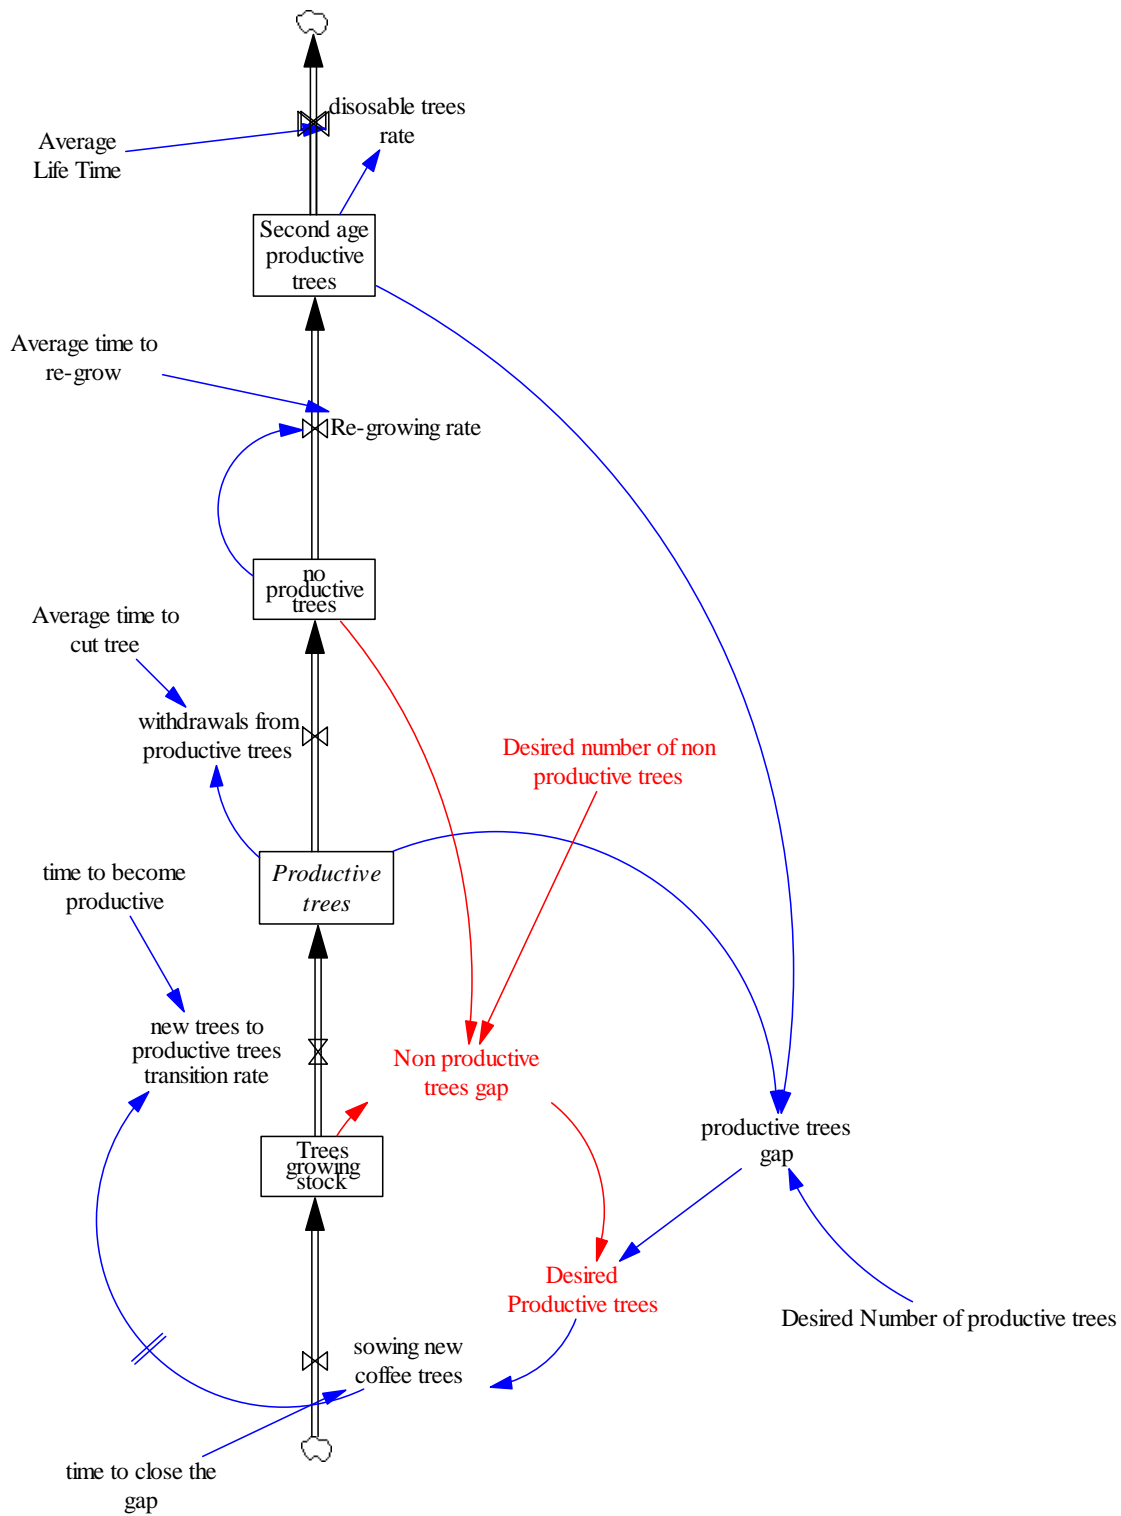 disosable trees
rate
Average
Life Time
Second age
productive
trees
Average time to
re-grow
Re-growing rate
no
productive
trees
Average time to
cut tree
withdrawals from
productive trees
Desired number of non
productive trees
Productive
trees
time to become
productive
new trees to
productive trees
transition rate
Non productive
trees gap
productive trees
gap
Trees
growing
stock
Desired
Productive trees
Desired Number of productive trees
sowing new
coffee trees
time to close the
gap